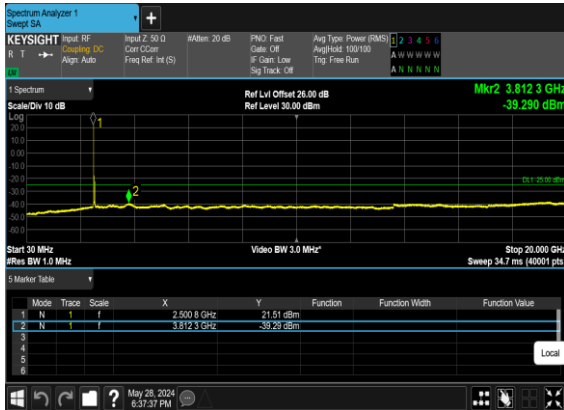 Spectrum Analyzer 1
Swept SA
+
KEYSIGHT Input: RF Input Z: 50 Ω #Atten: 20 dB PNO: Fast Avg Type: Power (RMS) 1 2 3 4 5 6
R T Coupling: DC Corr CCorr Gate: Off Avg|Hold: 100/100 A W W W W W
Align: Auto Freq Ref: Int (S) IF Gain: Low Trig: Free Run
Sig Track: Off A N N N N N
LXI
1 Spectrum
Ref Lvl Offset 26.00 dB Mkr2 3.812 3 GHz
Scale/Div 10 dB Ref Level 30.00 dBm -39.290 dBm
Log
1
20.0
10.0
0.00
-10.0
-20.0
DL1 -25.00 dBm
-30.0
2
-40.0
-50.0
-60.0
Start 30 MHz Video BW 3.0 MHz* Stop 20.000 GHz
#Res BW 1.0 MHz Sweep 34.7 ms (40001 pts)
5 Marker Table
Mode Trace Scale X Y Function Function Width Function Value
1 N 1 f 2.500 8 GHz 21.51 dBm
2 N 1 f 3.812 3 GHz -39.29 dBm
3
4
5
6
Local
?
May 28, 2024
6:37:37 PM